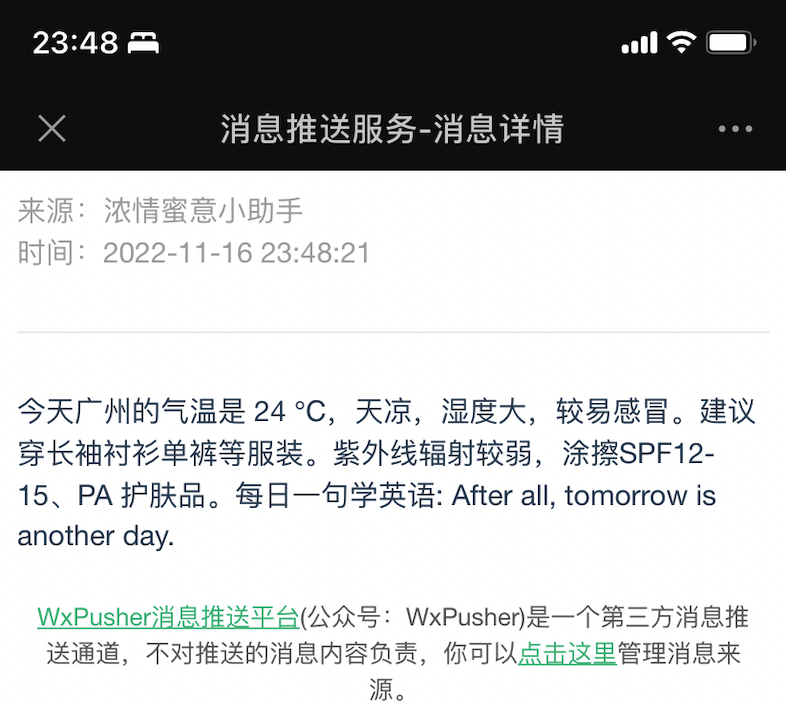 23:48
消息推送服务-消息详情
来源：浓情蜜意小助手
时间：2022-11-16 23:48:21
今天广州的气温是 24 °C，天凉，湿度大，较易感冒。建议
穿长袖衬衫单裤等服装。紫外线辐射较弱，涂擦SPF12-
15、PA 护肤品。每日一句学英语: After all, tomorrow is
another day.
WxPusher消息推送平台(公众号：WxPusher)是一个第三方消息推
送通道，不对推送的消息内容负责，你可以点击这里管理消息来
源。